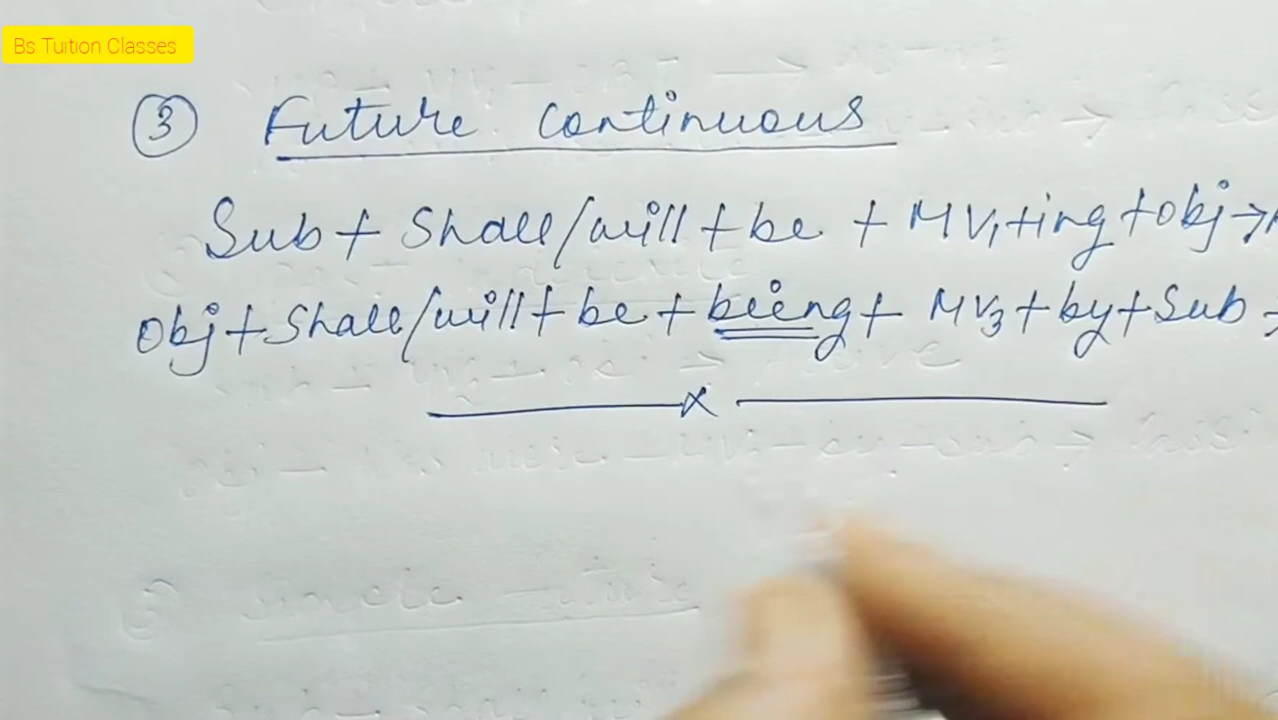 Bs Tuition Classes
③ Future continuous
Sub + Shall/will + be + MV₁+ing + obj →
Obj + Shall/will + be + being + MV₃ + by + Sub